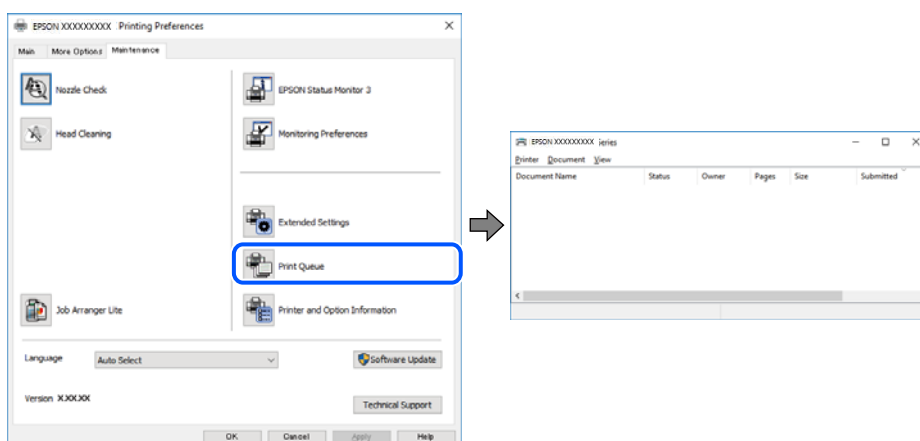 EPSON XXXXXXXXX Printing Preferences
Main More Options Maintenance
Nozzle Check
EPSON Status Monitor 3
Head Cleaning
Monitoring Preferences
Extended Settings
Print Queue
Job Arranger Lite
Printer and Option Information
Language Auto Select Software Update
Version X.XX.XX
Technical Support
OK Cancel Apply Help
EPSON XXXXXXXXX ieries
Printer Document View
Document Name Status Owner Pages Size Submitted